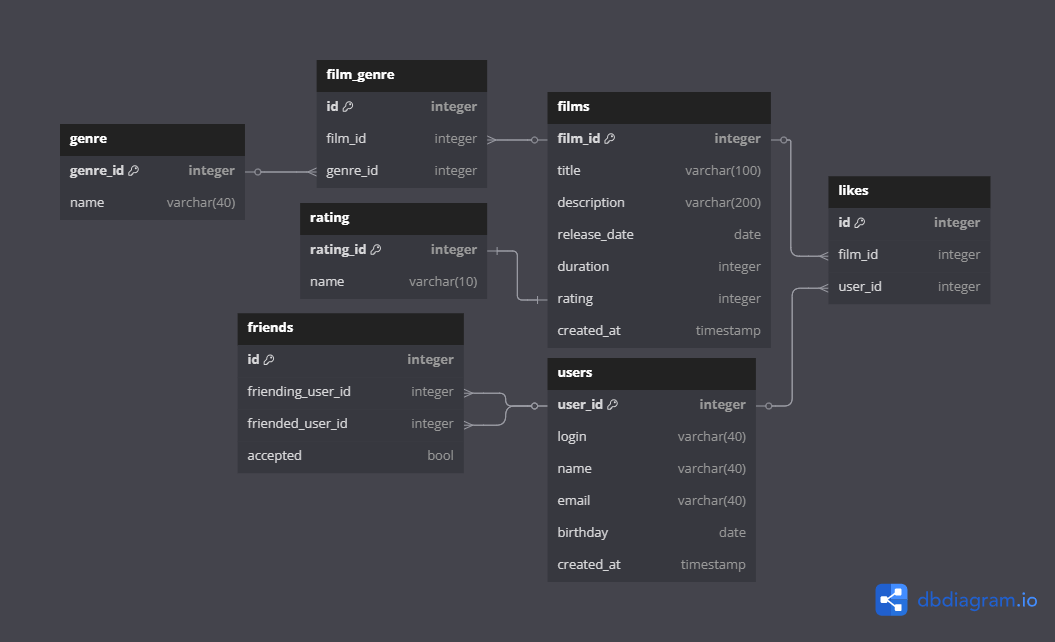 film_genre
id integer
film_id integer
genre_id integer
genre
genre_id integer
name varchar(40)
films
film_id integer
title varchar(100)
description varchar(200)
release_date date
duration integer
rating integer
created_at timestamp
likes
id integer
film_id integer
user_id integer
rating
rating_id integer
name varchar(10)
friends
id integer
friending_user_id integer
friended_user_id integer
accepted bool
users
user_id integer
login varchar(40)
name varchar(40)
email varchar(40)
birthday date
created_at timestamp
dbdiagram.io